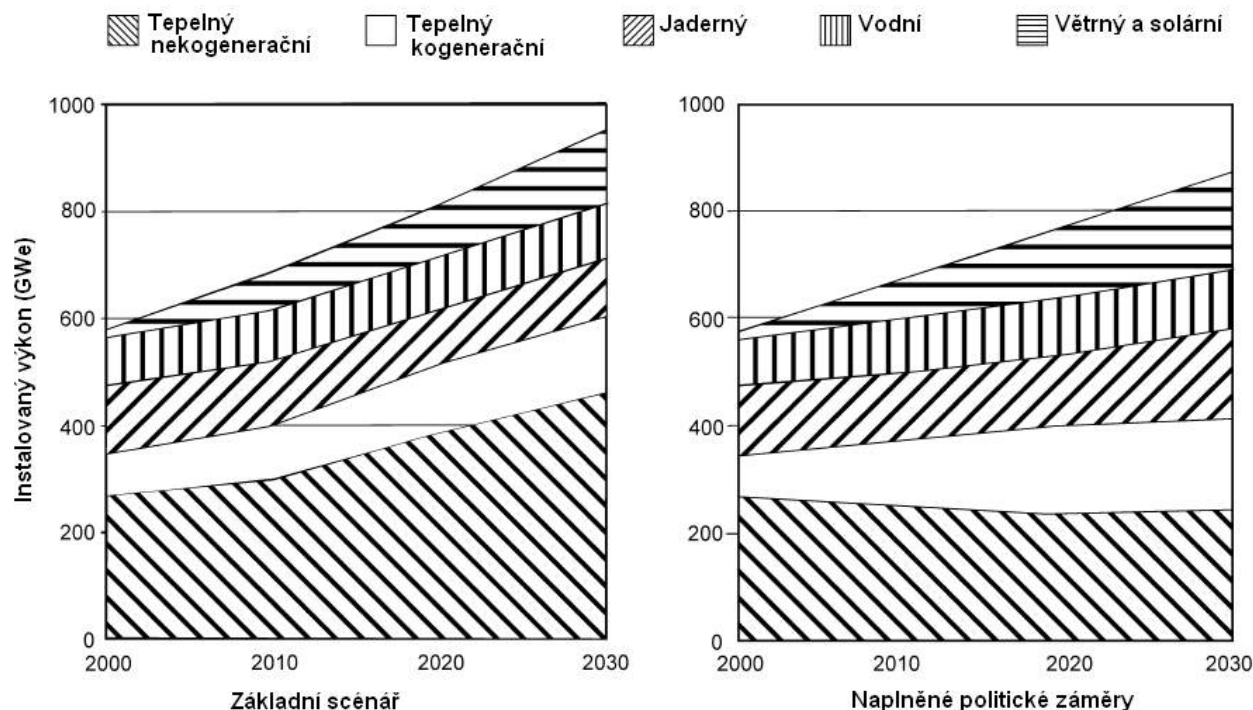 Tepelný
nekogenerační
Tepelný
kogenerační
Jaderný
Vodní
Větrný a solární
Instalovaný výkon (GWe)
1000
800
600
400
200
0
2000
2010
2020
2030
Základní scénář
1000
800
600
400
200
0
2000
2010
2020
2030
Naplněné politické záměry